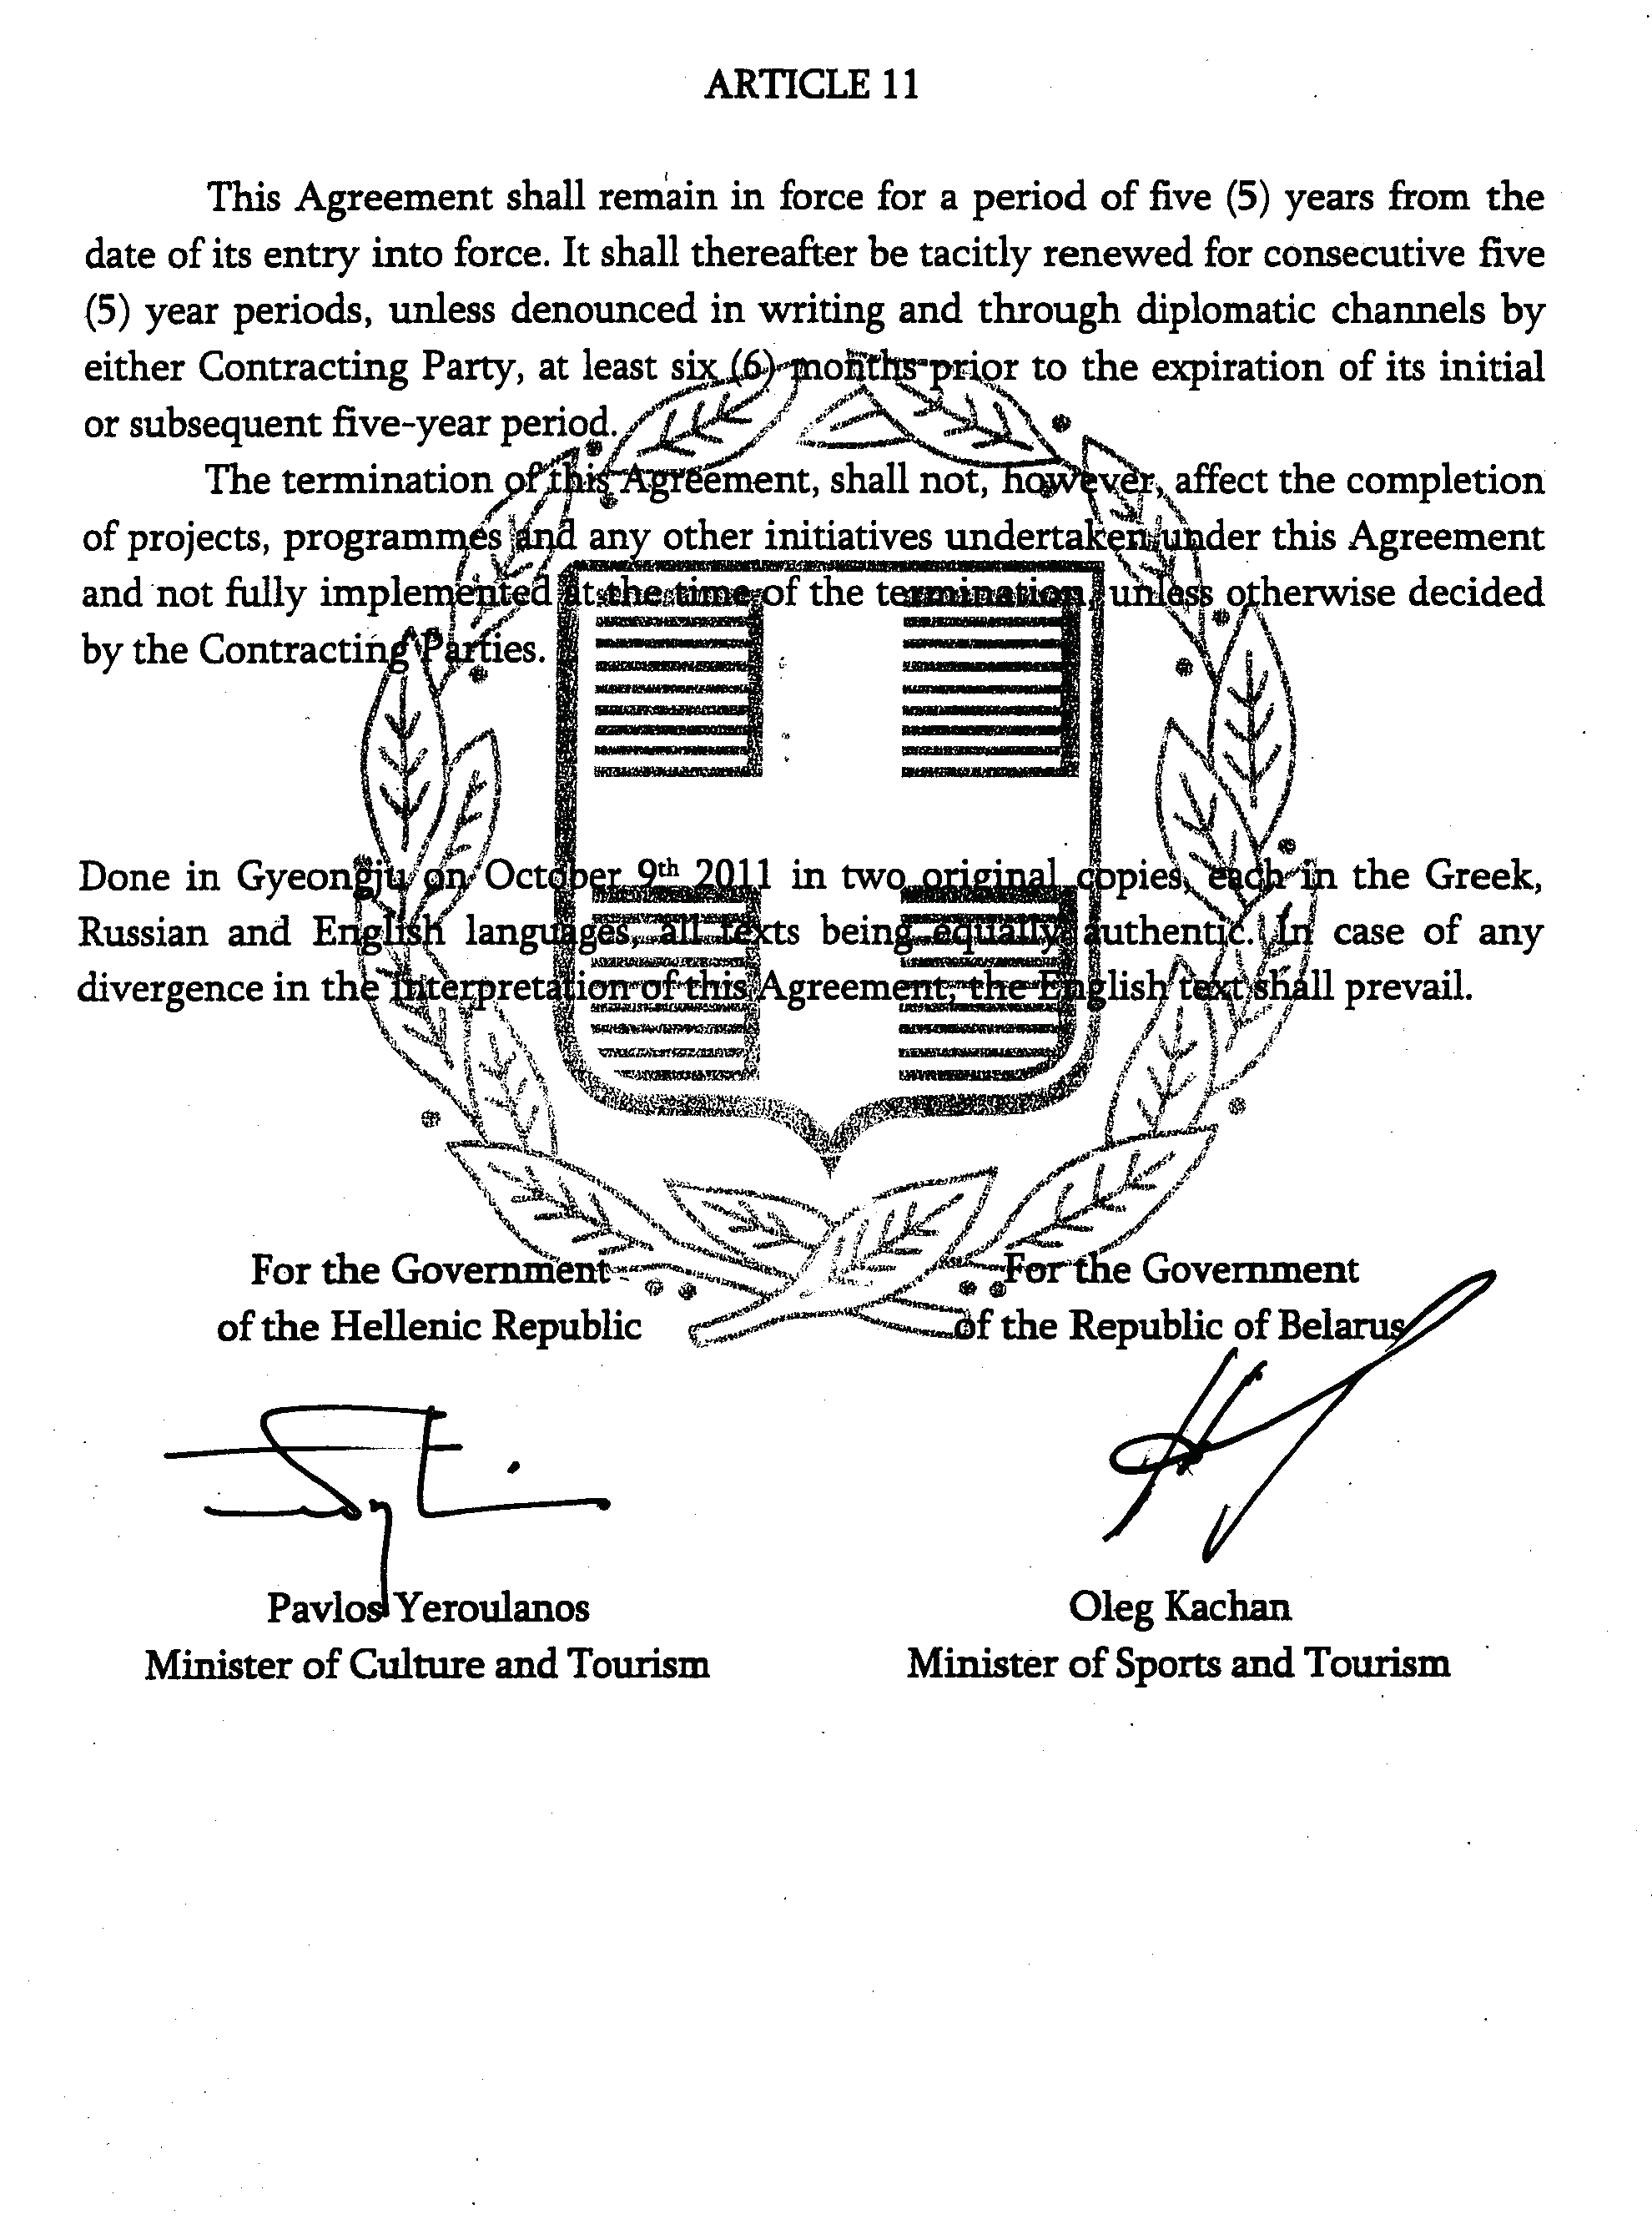 ARTICLE 11
This Agreement shall remain in force for a period of five (5) years from the
date of its entry into force. It shall thereafter be tacitly renewed for consecutive five
(5) year periods, unless denounced in writing and through diplomatic channels by
either Contracting Party, at least six (6) months prior to the expiration of its initial
or subsequent five-year period.
The termination of this Agreement, shall not, however, affect the completion
of projects, programmes and any other initiatives undertaken under this Agreement
and not fully implemented at the time of the termination, unless otherwise decided
by the Contracting Parties.
Done in Gyeongju on October 9th 2011 in two original copies, each in the Greek,
Russian and English languages, all texts being equally authentic. In case of any
divergence in the interpretation of this Agreement, the English text shall prevail.
For the Government
of the Hellenic Republic
Pavlos Yeroulanos
Minister of Culture and Tourism
For the Government
of the Republic of Belarus
Oleg Kachan
Minister of Sports and Tourism